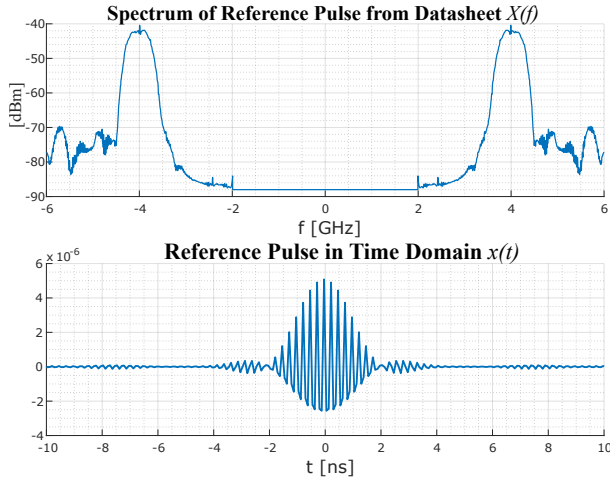 Spectrum of Reference Pulse from Datasheet X(f)
[dBm]
-40
-50
-60
-70
-80
-90
-6 -4 -2 0 2 4 6
f [GHz]
Reference Pulse in Time Domain x(t)
× 10⁻⁶
6
4
2
0
-2
-4
-10 -8 -6 -4 -2 0 2 4 6 8 10
t [ns]